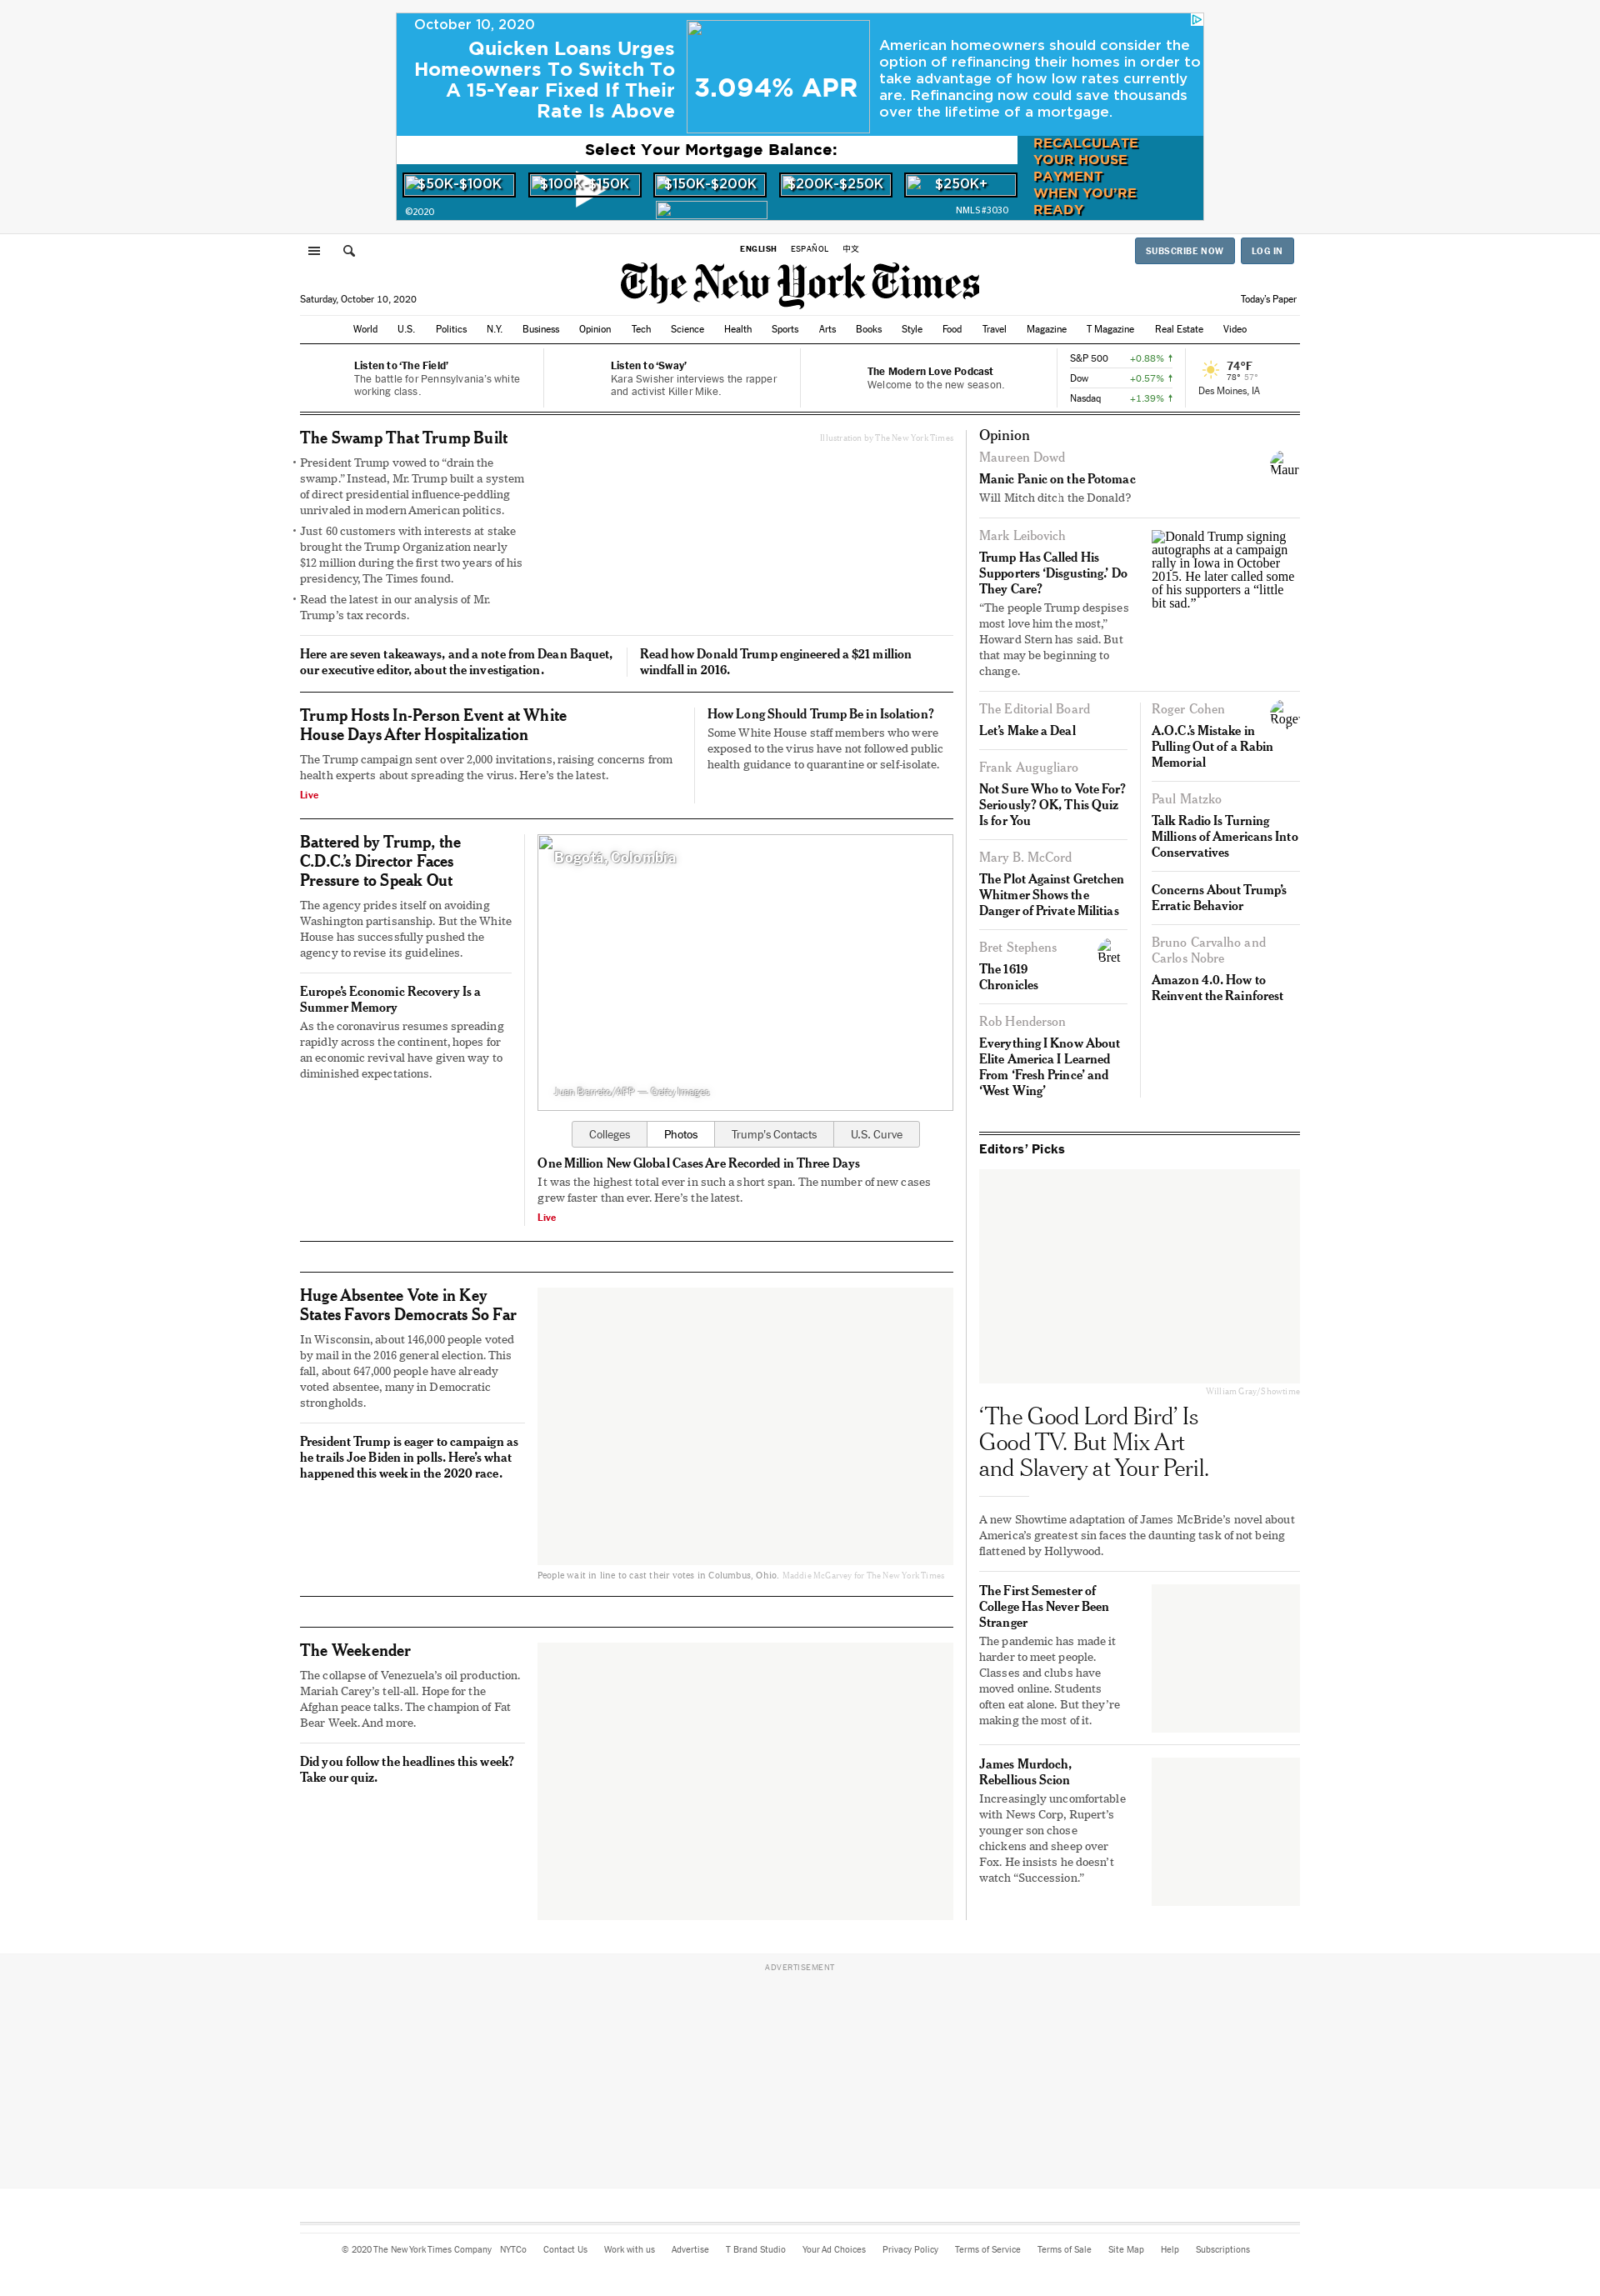 October 10, 2020
Quicken Loans Urges
Homeowners To Switch To
A 15-Year Fixed If Their
Rate Is Above
3.094% APR
American homeowners should consider the
option of refinancing their homes in order to
take advantage of how low rates currently
are. Refinancing now could save thousands
over the lifetime of a mortgage.
Select Your Mortgage Balance:
$50K-$100K
$100K-$150K
$150K-$200K
$200K-$250K
$250K+
RECALCULATE
YOUR HOUSE
PAYMENT
WHEN YOU'RE
READY
©2020
NMLS#3030
ENGLISH ESPAÑOL 中文
SUBSCRIBE NOW
LOG IN
The New York Times
Saturday, October 10, 2020
Today's Paper
World U.S. Politics N.Y. Business Opinion Tech Science Health Sports Arts Books Style Food Travel Magazine T Magazine Real Estate Video
Listen to ‘The Field’
The battle for Pennsylvania's white
working class.
Listen to ‘Sway’
Kara Swisher interviews the rapper
and activist Killer Mike.
The Modern Love Podcast
Welcome to the new season.
S&P 500 +0.88% ↑
Dow +0.57% ↑
Nasdaq +1.39% ↑
74°F
78° 57°
Des Moines, IA
The Swamp That Trump Built
• President Trump vowed to “drain the
swamp.” Instead, Mr. Trump built a system
of direct presidential influence-peddling
unrivaled in modern American politics.
• Just 60 customers with interests at stake
brought the Trump Organization nearly
$12 million during the first two years of his
presidency, The Times found.
• Read the latest in our analysis of Mr.
Trump’s tax records.
Illustration by The New York Times
Here are seven takeaways, and a note from Dean Baquet,
our executive editor, about the investigation.
Read how Donald Trump engineered a $21 million
windfall in 2016.
Trump Hosts In-Person Event at White
House Days After Hospitalization
The Trump campaign sent over 2,000 invitations, raising concerns from
health experts about spreading the virus. Here’s the latest.
Live
How Long Should Trump Be in Isolation?
Some White House staff members who were
exposed to the virus have not followed public
health guidance to quarantine or self-isolate.
Battered by Trump, the
C.D.C.’s Director Faces
Pressure to Speak Out
The agency prides itself on avoiding
Washington partisanship. But the White
House has successfully pushed the
agency to revise its guidelines.
Europe’s Economic Recovery Is a
Summer Memory
As the coronavirus resumes spreading
rapidly across the continent, hopes for
an economic revival have given way to
diminished expectations.
Bogotá, Colombia
Juan Barreto/AFP — Getty Images
Colleges Photos Trump's Contacts U.S. Curve
One Million New Global Cases Are Recorded in Three Days
It was the highest total ever in such a short span. The number of new cases
grew faster than ever. Here’s the latest.
Live
Huge Absentee Vote in Key
States Favors Democrats So Far
In Wisconsin, about 146,000 people voted
by mail in the 2016 general election. This
fall, about 647,000 people have already
voted absentee, many in Democratic
strongholds.
President Trump is eager to campaign as
he trails Joe Biden in polls. Here’s what
happened this week in the 2020 race.
People wait in line to cast their votes in Columbus, Ohio. Maddie McGarvey for The New York Times
The Weekender
The collapse of Venezuela’s oil production.
Mariah Carey’s tell-all. Hope for the
Afghan peace talks. The champion of Fat
Bear Week. And more.
Did you follow the headlines this week?
Take our quiz.
Opinion
Maureen Dowd
Manic Panic on the Potomac
Will Mitch ditch the Donald?
Maur
Mark Leibovich
Trump Has Called His
Supporters ‘Disgusting.’ Do
They Care?
“The people Trump despises
most love him the most,”
Howard Stern has said. But
that may be beginning to
change.
Donald Trump signing
autographs at a campaign
rally in Iowa in October
2015. He later called some
of his supporters a “little
bit sad.”
The Editorial Board
Let’s Make a Deal
Frank Augugliaro
Not Sure Who to Vote For?
Seriously? OK, This Quiz
Is for You
Mary B. McCord
The Plot Against Gretchen
Whitmer Shows the
Danger of Private Militias
Bret Stephens
The 1619
Chronicles
Bret
Rob Henderson
Everything I Know About
Elite America I Learned
From ‘Fresh Prince’ and
‘West Wing’
Roger Cohen
A.O.C.’s Mistake in
Pulling Out of a Rabin
Memorial
Roge
Paul Matzko
Talk Radio Is Turning
Millions of Americans Into
Conservatives
Concerns About Trump’s
Erratic Behavior
Bruno Carvalho and
Carlos Nobre
Amazon 4.0. How to
Reinvent the Rainforest
Editors’ Picks
William Gray/Showtime
‘The Good Lord Bird’ Is
Good TV. But Mix Art
and Slavery at Your Peril.
A new Showtime adaptation of James McBride’s novel about
America’s greatest sin faces the daunting task of not being
flattened by Hollywood.
The First Semester of
College Has Never Been
Stranger
The pandemic has made it
harder to meet people.
Classes and clubs have
moved online. Students
often eat alone. But they’re
making the most of it.
James Murdoch,
Rebellious Scion
Increasingly uncomfortable
with News Corp, Rupert’s
younger son chose
chickens and sheep over
Fox. He insists he doesn’t
watch “Succession.”
ADVERTISEMENT
© 2020 The New York Times Company NYTCo Contact Us Work with us Advertise T Brand Studio Your Ad Choices Privacy Policy Terms of Service Terms of Sale Site Map Help Subscriptions